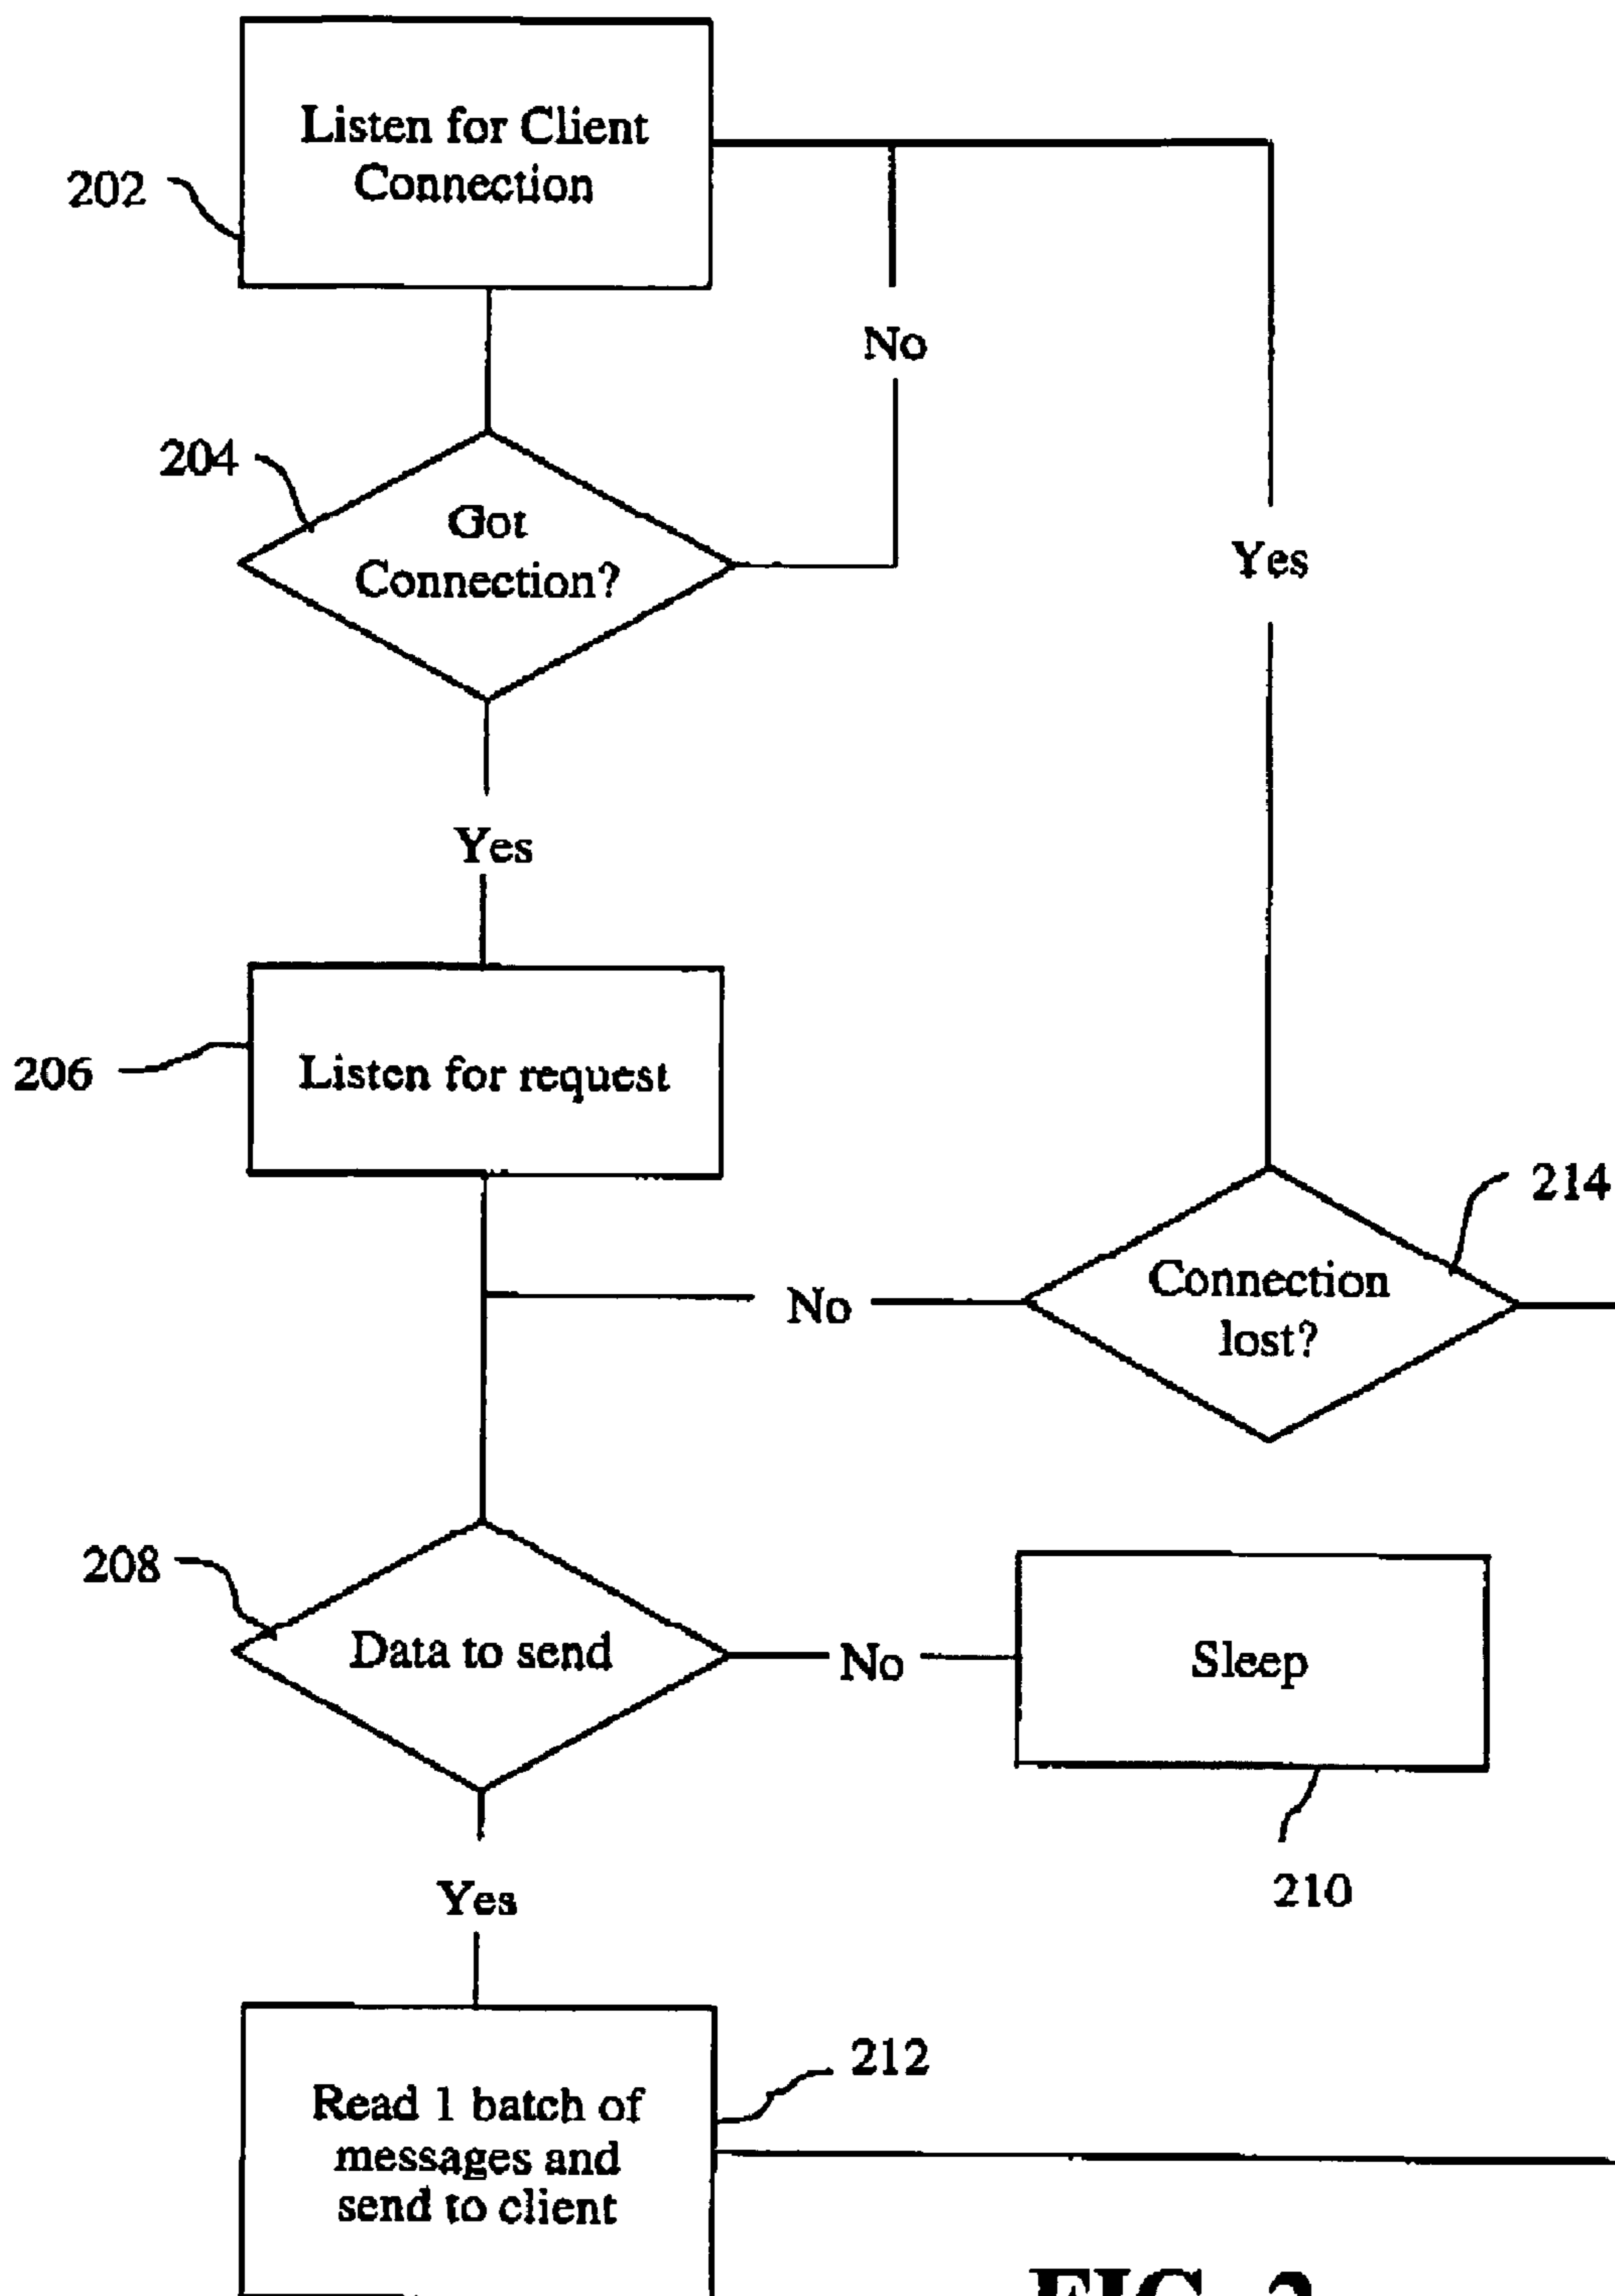 Listen for Client
Connection
202
No
204
Got
Connection?
Yes
Yes
206
Listen for request
214
Connection
lost?
No
208
Data to send
No
Sleep
210
Yes
212
Read 1 batch of
messages and
send to client